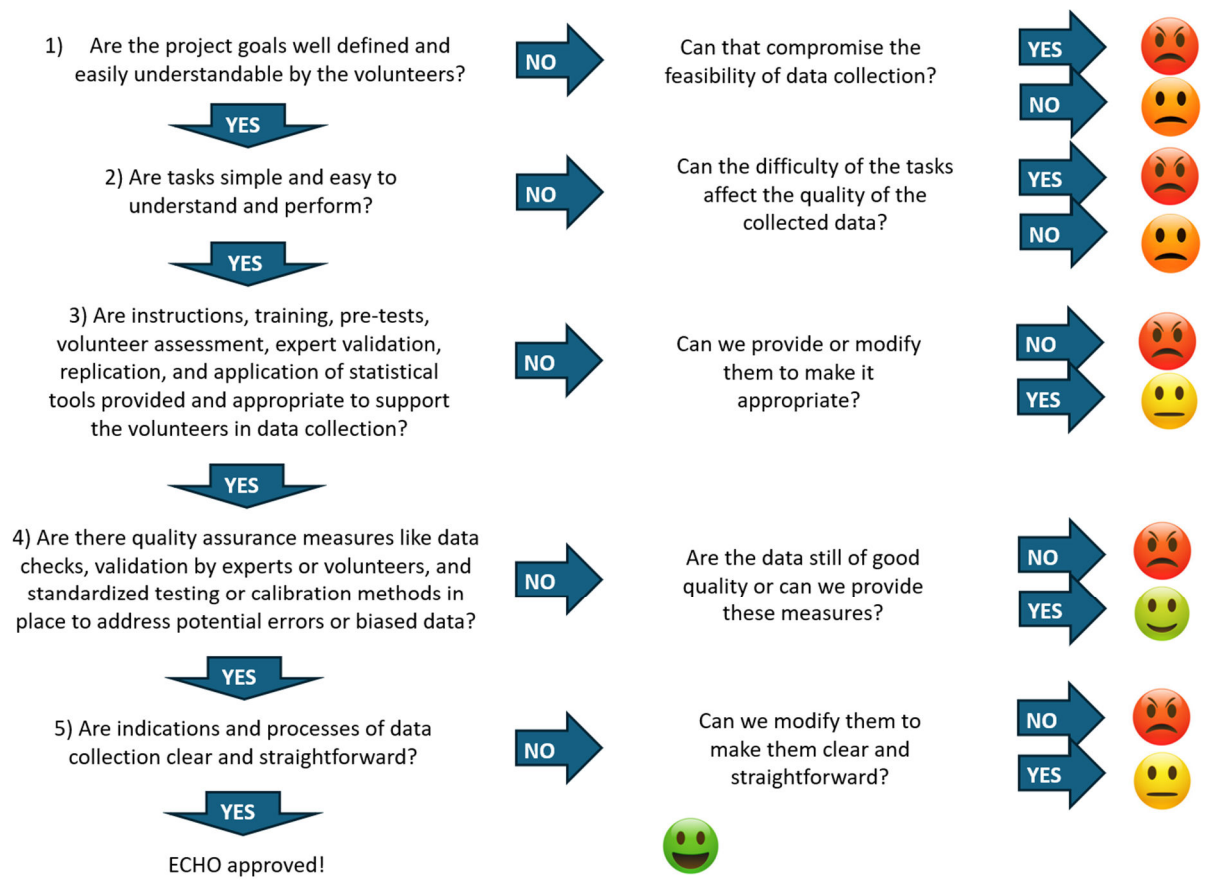 1) Are the project goals well defined and
easily understandable by the volunteers?
NO
Can that compromise the
feasibility of data collection?
YES
NO
YES
2) Are tasks simple and easy to
understand and perform?
NO
Can the difficulty of the tasks
affect the quality of the
collected data?
YES
NO
YES
3) Are instructions, training, pre-tests,
volunteer assessment, expert validation,
replication, and application of statistical
tools provided and appropriate to support
the volunteers in data collection?
NO
Can we provide or modify
them to make it
appropriate?
NO
YES
YES
4) Are there quality assurance measures like data
checks, validation by experts or volunteers, and
standardized testing or calibration methods in
place to address potential errors or biased data?
NO
Are the data still of good
quality or can we provide
these measures?
NO
YES
YES
5) Are indications and processes of data
collection clear and straightforward?
NO
Can we modify them to
make them clear and
straightforward?
NO
YES
YES
ECHO approved!